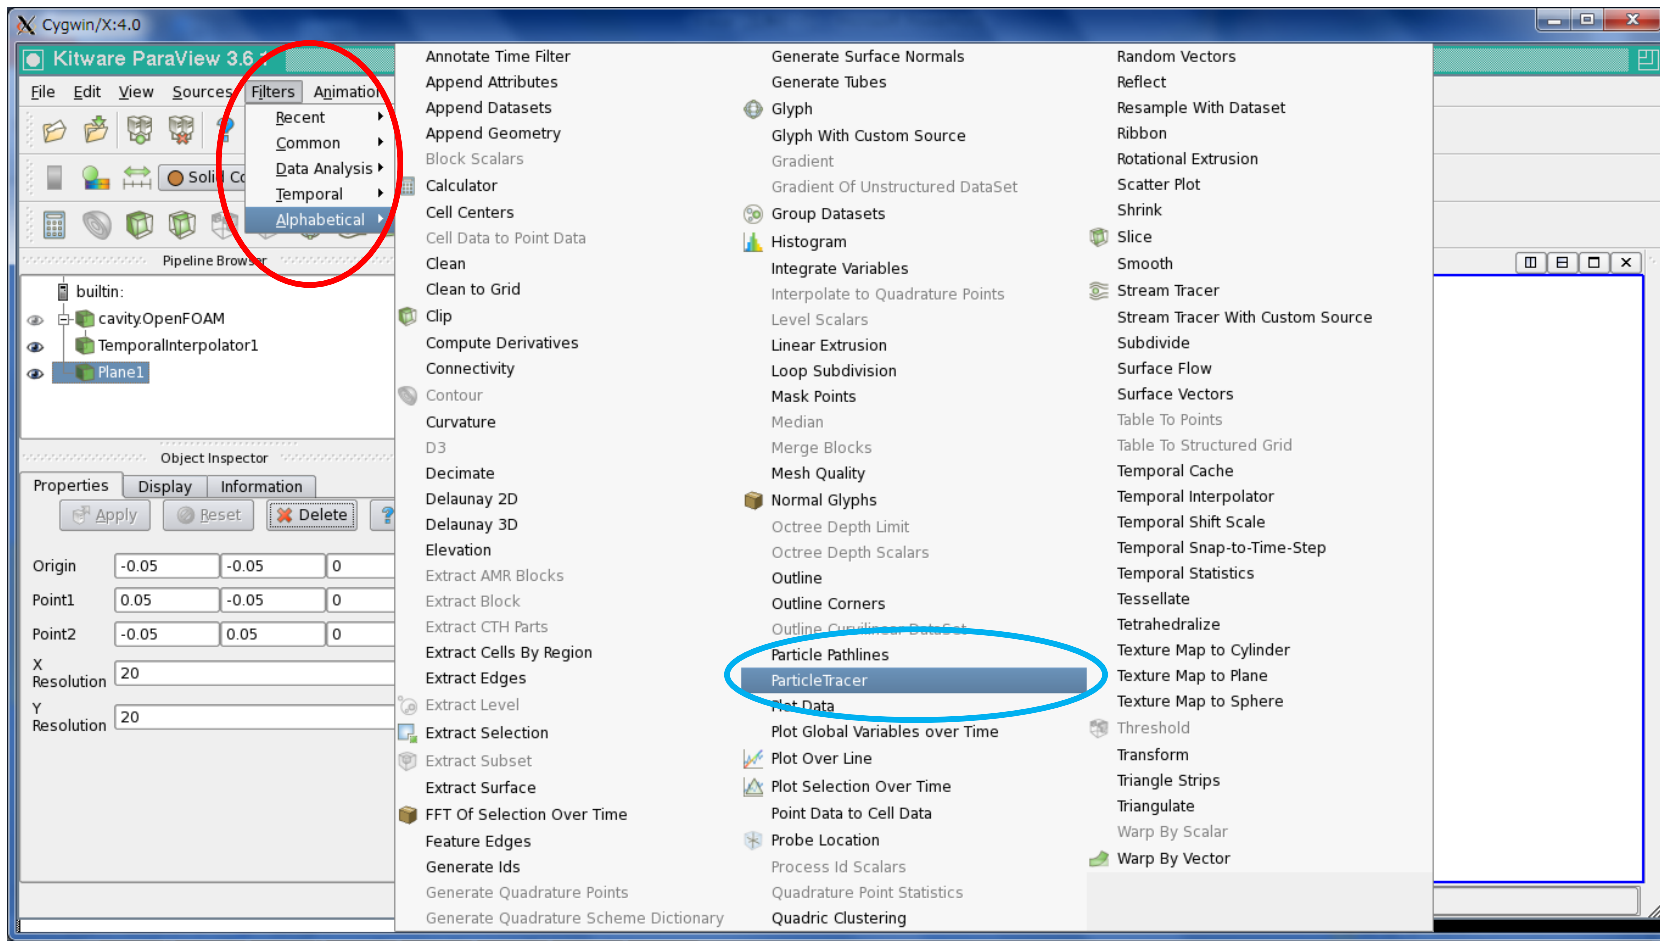 Cygwin/X:4.0
Kitware ParaView 3.6.1
File Edit View Sources Filters Animation
Recent
Common
Data Analysis
Temporal
Alphabetical
Solid Co
Pipeline Browser
builtin:
cavity.OpenFOAM
TemporalInterpolator1
Plane1
Object Inspector
Properties Display Information
Apply Reset Delete ?
Origin -0.05 -0.05 0
Point1 0.05 -0.05 0
Point2 -0.05 0.05 0
X
Resolution 20
Y
Resolution 20
Annotate Time Filter
Append Attributes
Append Datasets
Append Geometry
Block Scalars
Calculator
Cell Centers
Cell Data to Point Data
Clean
Clean to Grid
Clip
Compute Derivatives
Connectivity
Contour
Curvature
D3
Decimate
Delaunay 2D
Delaunay 3D
Elevation
Extract AMR Blocks
Extract Block
Extract CTH Parts
Extract Cells By Region
Extract Edges
Extract Level
Extract Selection
Extract Subset
Extract Surface
FFT Of Selection Over Time
Feature Edges
Generate Ids
Generate Quadrature Points
Generate Quadrature Scheme Dictionary
Generate Surface Normals
Generate Tubes
Glyph
Glyph With Custom Source
Gradient
Gradient Of Unstructured DataSet
Group Datasets
Histogram
Integrate Variables
Interpolate to Quadrature Points
Level Scalars
Linear Extrusion
Loop Subdivision
Mask Points
Median
Merge Blocks
Mesh Quality
Normal Glyphs
Octree Depth Limit
Octree Depth Scalars
Outline
Outline Corners
Outline Curvilinear DataSet
Particle Pathlines
ParticleTracer
Plot Data
Plot Global Variables over Time
Plot Over Line
Plot Selection Over Time
Point Data to Cell Data
Probe Location
Process Id Scalars
Quadrature Point Statistics
Quadric Clustering
Random Vectors
Reflect
Resample With Dataset
Ribbon
Rotational Extrusion
Scatter Plot
Shrink
Slice
Smooth
Stream Tracer
Stream Tracer With Custom Source
Subdivide
Surface Flow
Surface Vectors
Table To Points
Table To Structured Grid
Temporal Cache
Temporal Interpolator
Temporal Shift Scale
Temporal Snap-to-Time-Step
Temporal Statistics
Tessellate
Tetrahedralize
Texture Map to Cylinder
Texture Map to Plane
Texture Map to Sphere
Threshold
Transform
Triangle Strips
Triangulate
Warp By Scalar
Warp By Vector